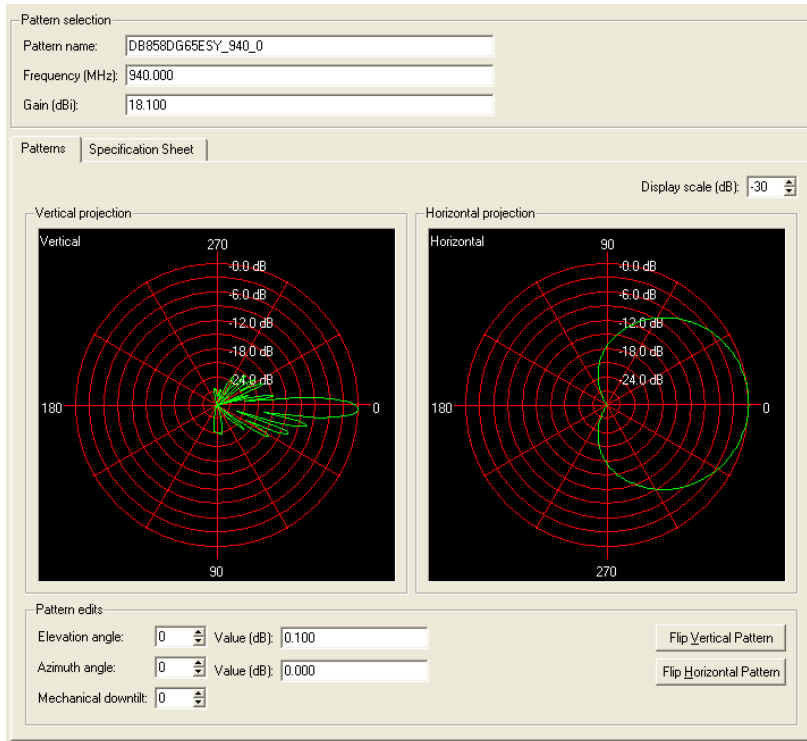 Pattern selection
Pattern name: DB858DG65ESY_940_0
Frequency (MHz): 940.000
Gain (dBi): 18.100
Patterns Specification Sheet
Display scale (dB): -30
Vertical projection
Vertical
270
-0.0 dB
-6.0 dB
-12.0 dB
-18.0 dB
-24.0 dB
180
0
90
Horizontal projection
Horizontal
90
-0.0 dB
-6.0 dB
-12.0 dB
-18.0 dB
-24.0 dB
180
0
270
Pattern edits
Elevation angle: 0 Value (dB): 0.100
Azimuth angle: 0 Value (dB): 0.000
Mechanical downtilt: 0
Flip Vertical Pattern
Flip Horizontal Pattern